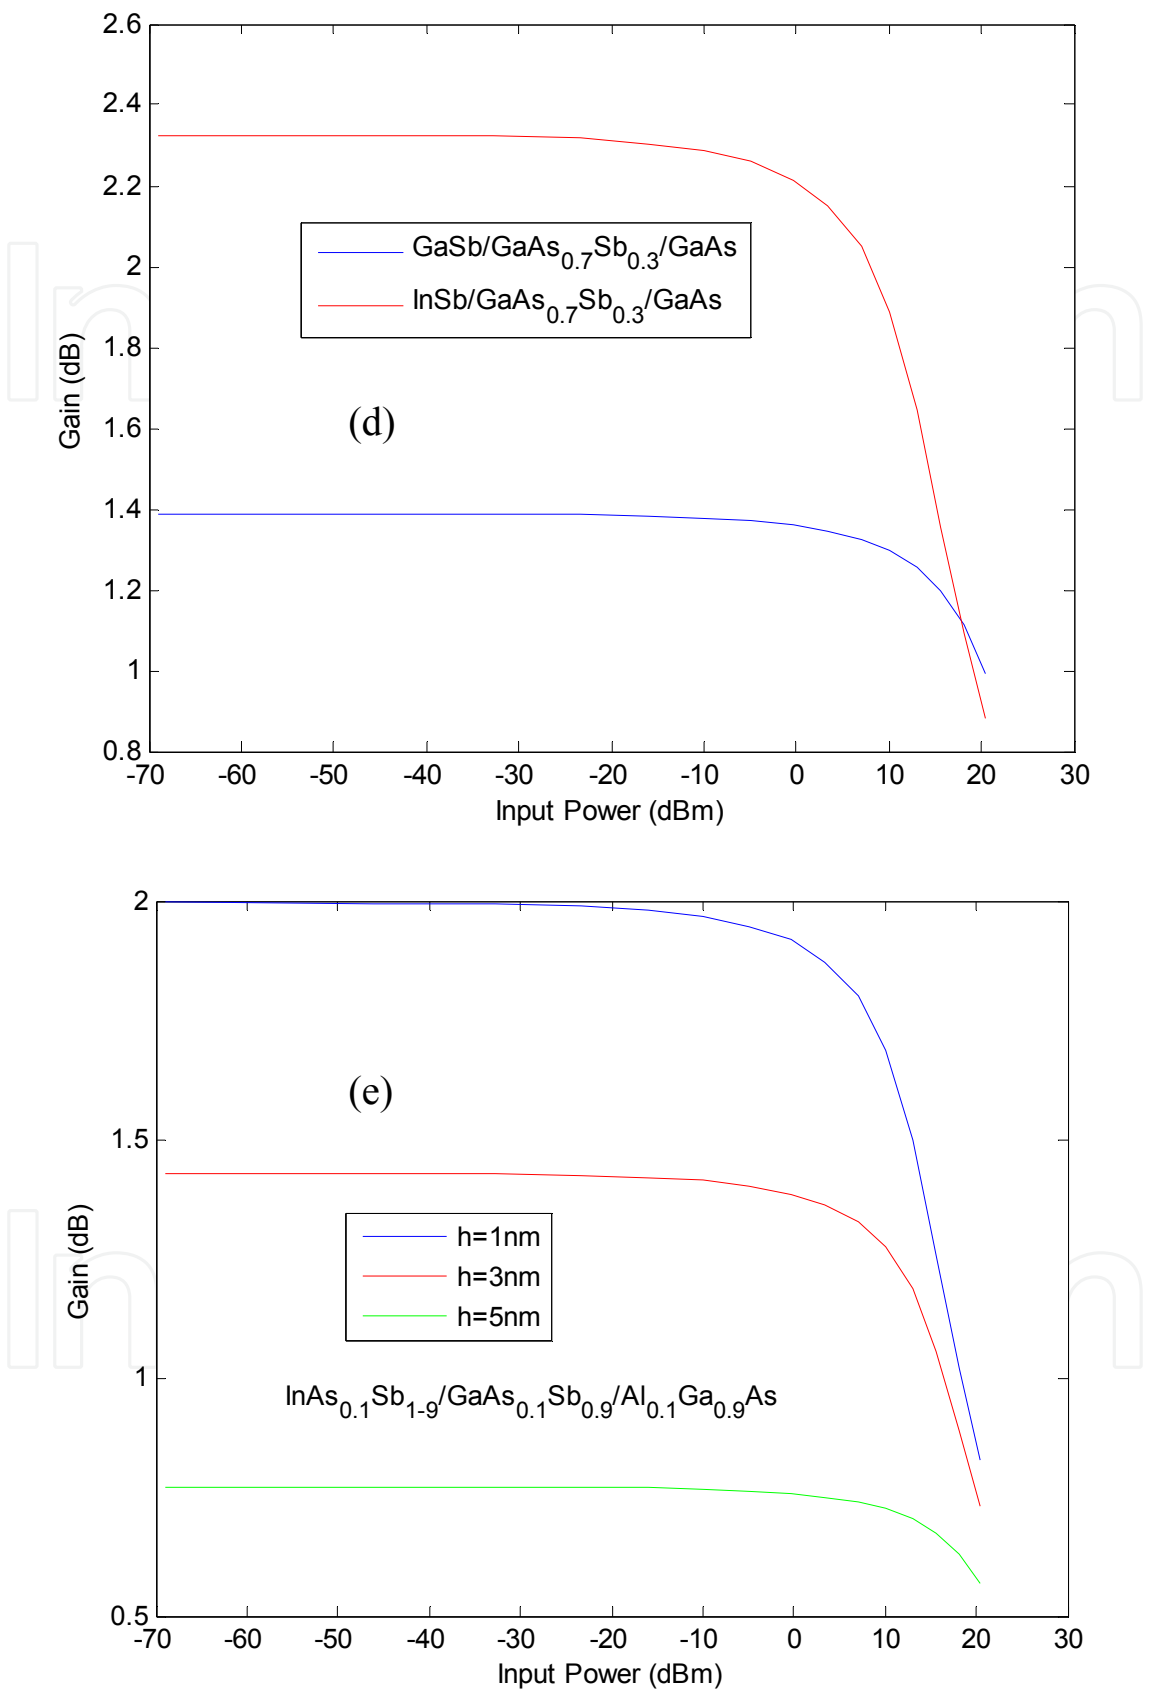 2.6
2.4
2.2
2
1.8
1.6
1.4
1.2
1
0.8
Gain (dB)
GaSb/GaAs0.7Sb0.3/GaAs
InSb/GaAs0.7Sb0.3/GaAs
(d)
-70 -60 -50 -40 -30 -20 -10 0 10 20 30
Input Power (dBm)
2
1.5
1
0.5
Gain (dB)
(e)
h=1nm
h=3nm
h=5nm
InAs0.1Sb1-9/GaAs0.1Sb0.9/Al0.1Ga0.9As
-70 -60 -50 -40 -30 -20 -10 0 10 20 30
Input Power (dBm)